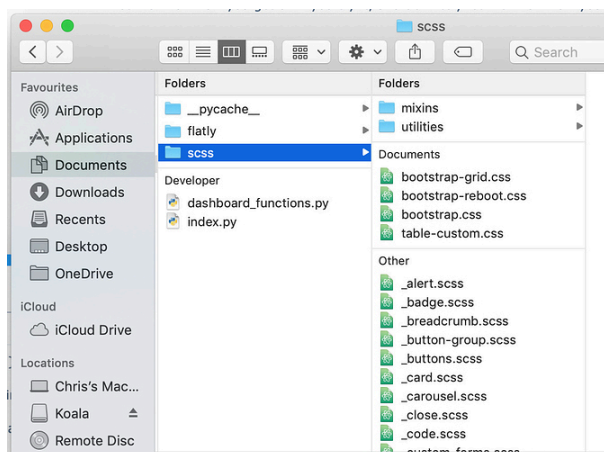 scss
Search
Favourites
AirDrop
Applications
Documents
Downloads
Recents
Desktop
OneDrive
iCloud
iCloud Drive
Locations
Chris's Mac...
Koala
Remote Disc
Folders
__pycache__
flatly
scss
Developer
dashboard_functions.py
index.py
Folders
mixins
utilities
Documents
bootstrap-grid.css
bootstrap-reboot.css
bootstrap.css
table-custom.css
Other
_alert.scss
_badge.scss
_breadcrumb.scss
_button-group.scss
_buttons.scss
_card.scss
_carousel.scss
_close.scss
_code.scss
_custom-forms.scss